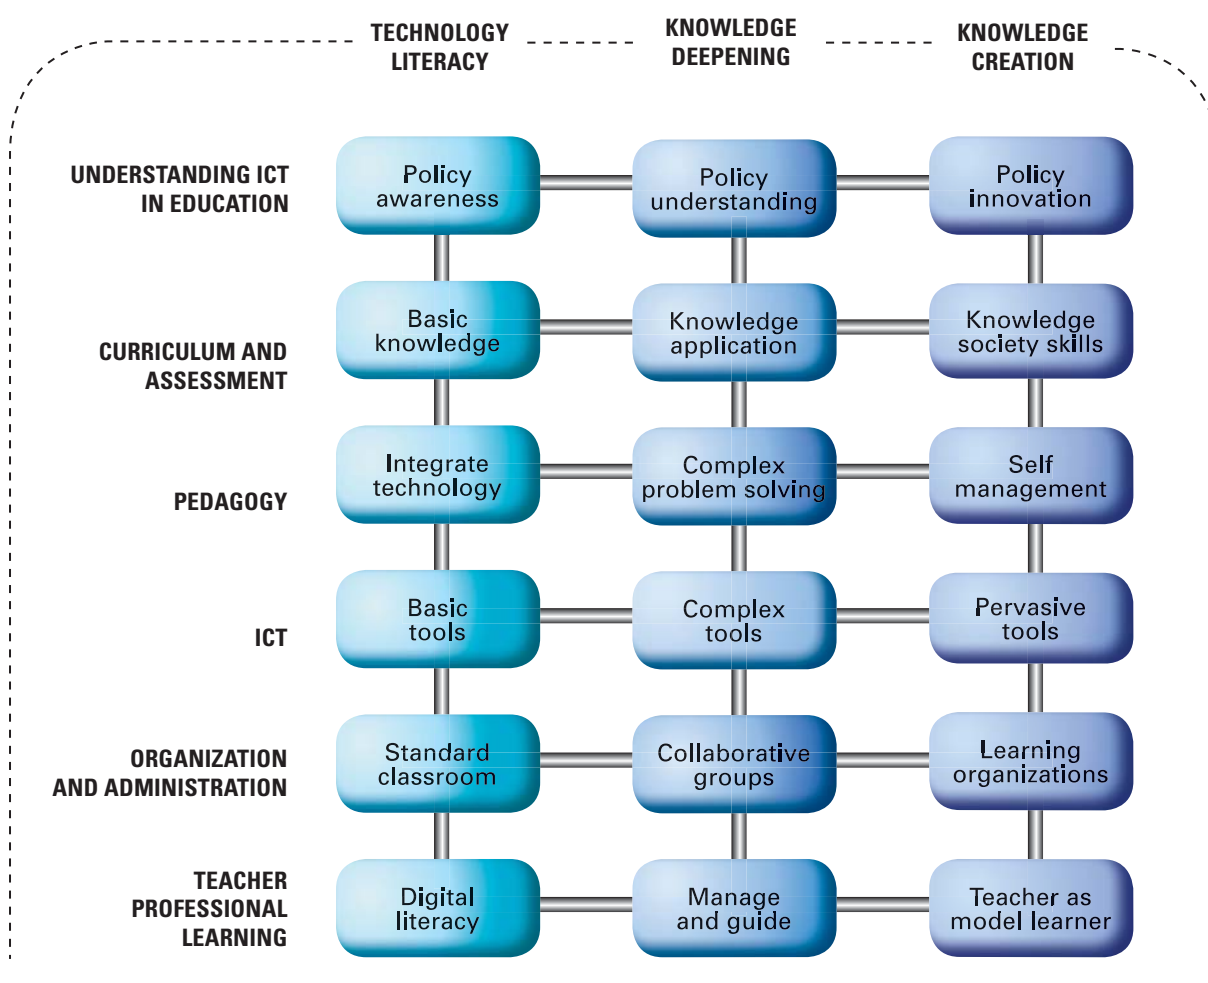 TECHNOLOGY
LITERACY
KNOWLEDGE
DEEPENING
KNOWLEDGE
CREATION
UNDERSTANDING ICT
IN EDUCATION
Policy
awareness
Policy
understanding
Policy
innovation
CURRICULUM AND
ASSESSMENT
Basic
knowledge
Knowledge
application
Knowledge
society skills
PEDAGOGY
Integrate
technology
Complex
problem solving
Self
management
ICT
Basic
tools
Complex
tools
Pervasive
tools
ORGANIZATION
AND ADMINISTRATION
Standard
classroom
Collaborative
groups
Learning
organizations
TEACHER
PROFESSIONAL
LEARNING
Digital
literacy
Manage
and guide
Teacher as
model learner